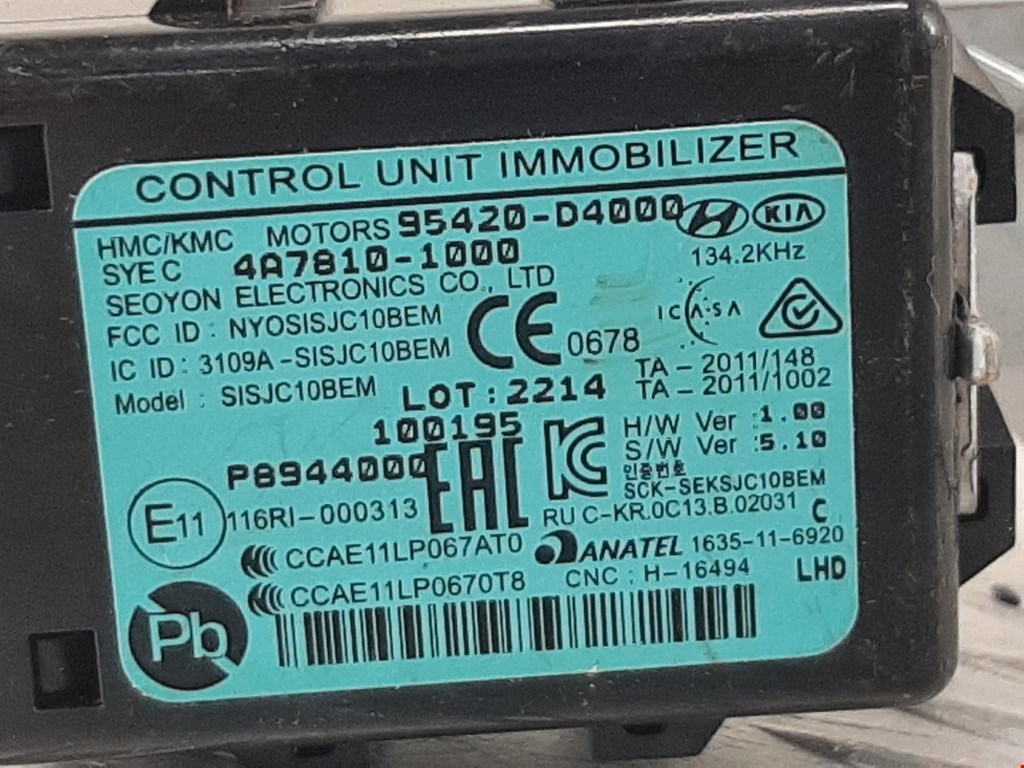 CONTROL UNIT IMMOBILIZER
HMC/KMC MOTORS 95420-D4000 KIA
SYE C 4A7810-1000 134.2KHz
SEOYON ELECTRONICS CO., LTD
FCC ID : NYOSISJC10BEM CE 0678 ICASA
IC ID : 3109A-SISJC10BEM TA - 2011/148
Model : SISJC10BEM LOT : 2214 TA - 2011/1002
100195 H/W Ver : 1.00
S/W Ver : 5.10
P8944000 EAC 인증번호
SCK-SEKSJC10BEM
E11 116RI-000313 RU C-KR.0C13.B.02031 C
CCAE11LP067AT0 ANATEL 1635-11-6920
CCAE11LP0670T8 CNC : H-16494 LHD
Pb